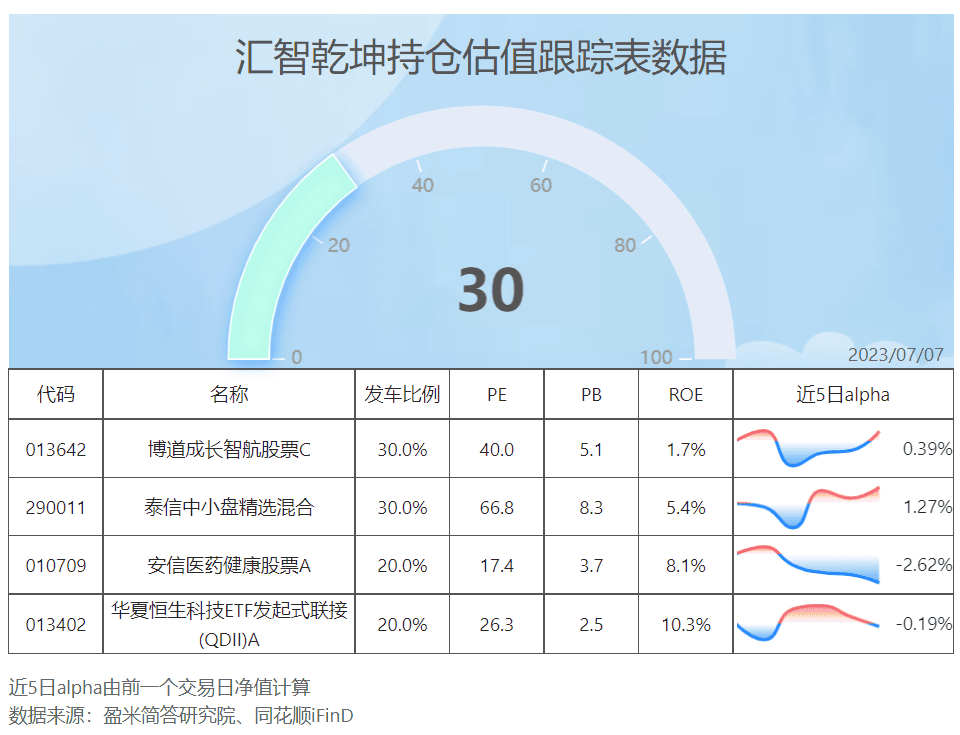 汇智乾坤持仓估值跟踪表数据
40 60
20 80
30
0 100
2023/07/07
代码 名称 发车比例 PE PB ROE 近5日alpha
013642 博道成长智航股票C 30.0% 40.0 5.1 1.7% 0.39%
290011 泰信中小盘精选混合 30.0% 66.8 8.3 5.4% 1.27%
010709 安信医药健康股票A 20.0% 17.4 3.7 8.1% -2.62%
013402 华夏恒生科技ETF发起式联接
(QDII)A 20.0% 26.3 2.5 10.3% -0.19%
近5日alpha由前一个交易日净值计算
数据来源：盈米简答研究院、同花顺iFinD